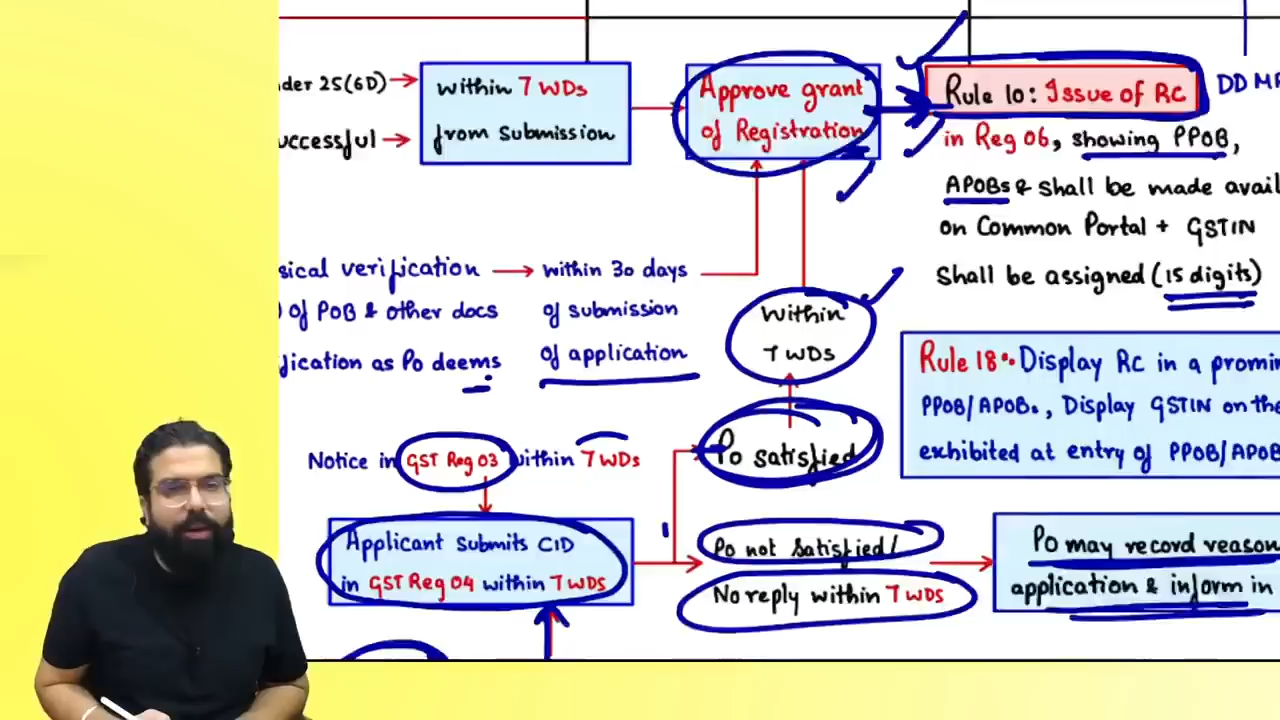 nder 25(6D)
uccessful
within 7 WDs
from submission
Approve grant
of Registration
Rule 10: Issue of RC
in Reg 06, showing PPOB,
APOBs & shall be made avail
on Common Portal + GSTIN
Shall be assigned (15 digits)
DD MM
sical verification
) of POB & other docs
ification as PO deems
within 30 days
of submission
of application
Within
7 WDs
Rule 18: Display RC in a promin
PPOB/APOB., Display GSTIN on the
exhibited at entry of PPOB/APOB
Notice in GST Reg 03 within 7 WDs
PO satisfied
Applicant submits CID
in GST Reg 04 within 7 WDs
PO not satisfied/
No reply within 7 WDs
PO may record reason
application & inform in